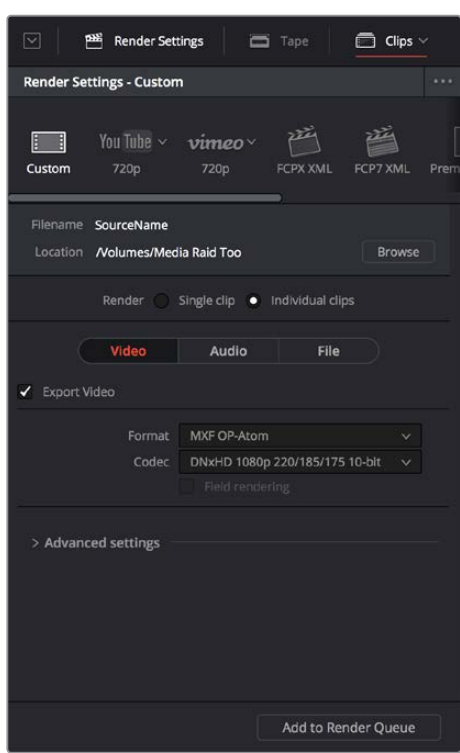 Render Settings Tape Clips
Render Settings - Custom ...
YouTube vimeo
Custom 720p 720p FCPX XML FCP7 XML Prem
Filename SourceName
Location /Volumes/Media Raid Too Browse
Render Single clip Individual clips
Video Audio File
Export Video
Format MXF OP-Atom
Codec DNxHD 1080p 220/185/175 10-bit
Field rendering
> Advanced settings
Add to Render Queue